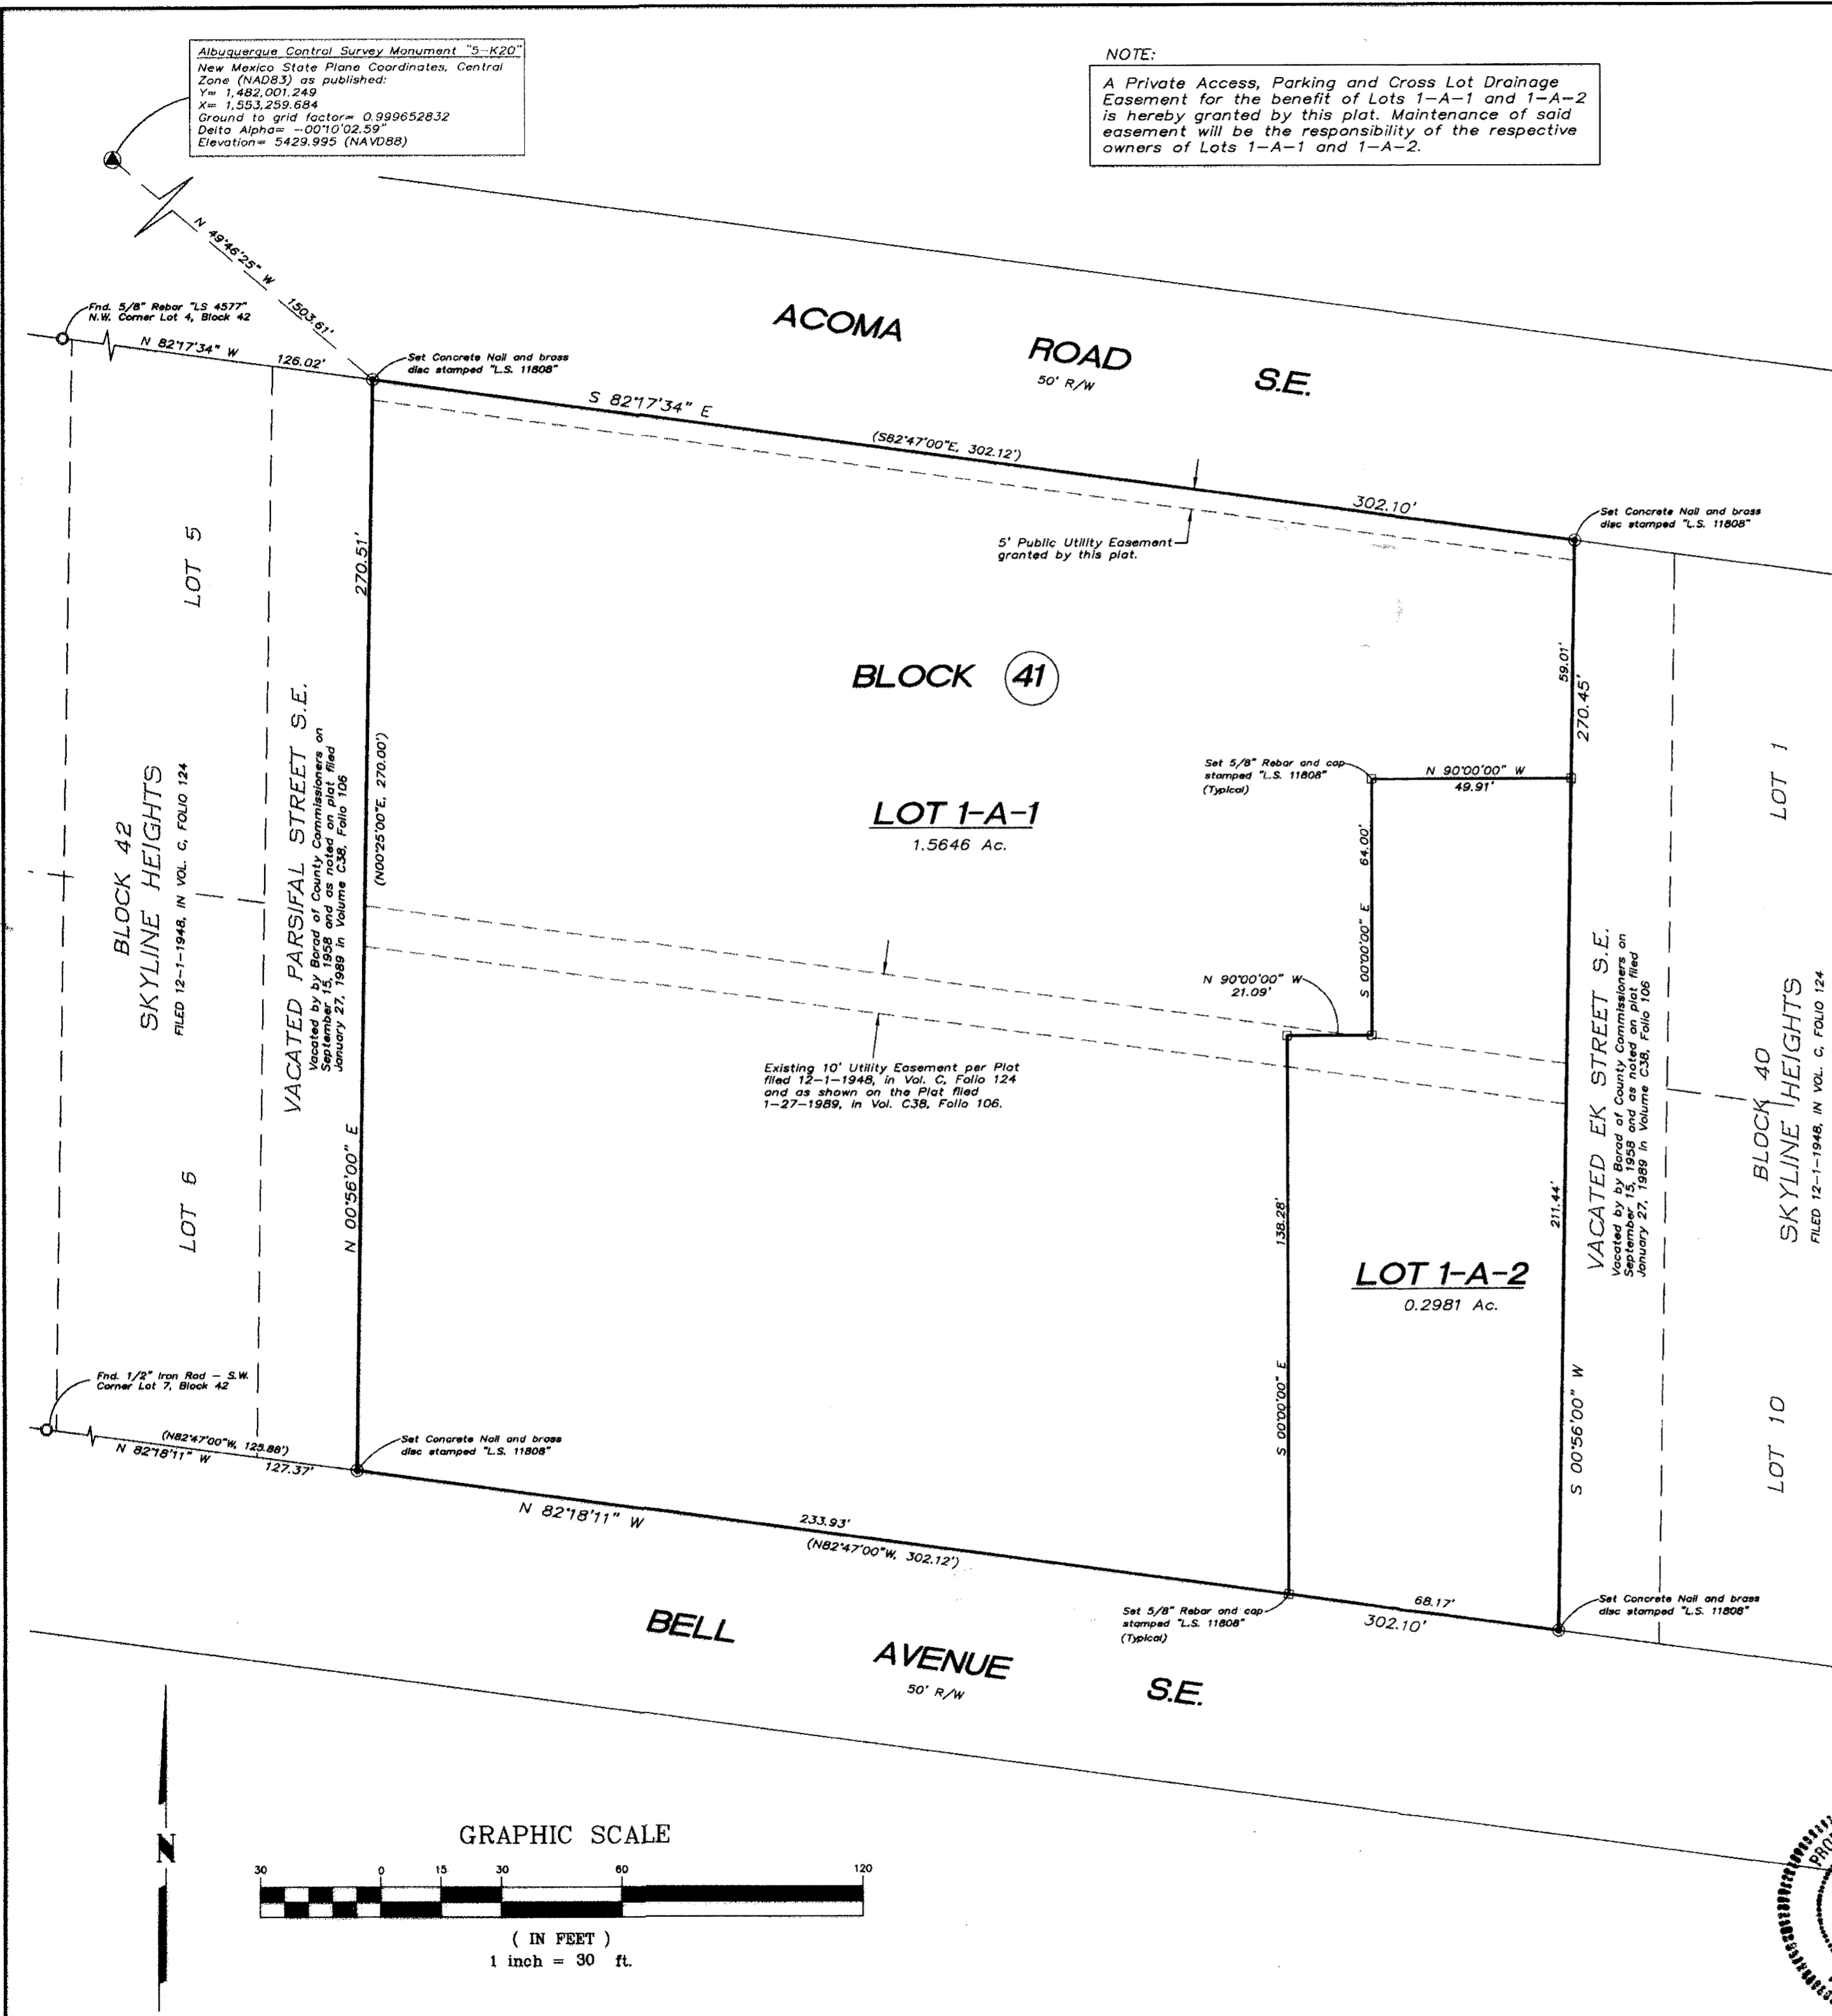 Albuquerque Control Survey Monument "5-K20"
New Mexico State Plane Coordinates, Central
Zone (NAD83) as published:
Y= 1,482,001.249
X= 1,553,259.684
Ground to grid factor= 0.999652832
Delta Alpha= -00°10'02.59"
Elevation= 5429.995 (NAVD88)
NOTE:
A Private Access, Parking and Cross Lot Drainage
Easement for the benefit of Lots 1-A-1 and 1-A-2
is hereby granted by this plat. Maintenance of said
easement will be the responsibility of the respective
owners of Lots 1-A-1 and 1-A-2.
N 49°46'25" W
1503.61'
Fnd. 5/8" Rebar "LS 4577"
N.W. Corner Lot 4, Block 42
N 82°17'34" W
126.02'
Set Concrete Nail and brass
disc stamped "L.S. 11808"
ACOMA ROAD S.E.
50' R/W
S 82°17'34" E
(S82°47'00"E, 302.12')
302.10'
Set Concrete Nail and brass
disc stamped "L.S. 11808"
5' Public Utility Easement
granted by this plat.
LOT 5
270.51'
BLOCK 41
59.01'
270.45'
LOT 1
Set 5/8" Rebar and cap
stamped "L.S. 11808"
(Typical)
N 90°00'00" W
49.91'
LOT 1-A-1
1.5646 Ac.
64.00'
S 00°00'00" E
BLOCK 42
SKYLINE HEIGHTS
FILED 12-1-1948, IN VOL. C, FOLIO 124
VACATED PARSIFAL STREET S.E.
Vacated by by Borad of County Commissioners on
September 15, 1958 and as noted on plat filed
January 27, 1989 in Volume C38, Folio 106
(N00°25'00"E, 270.00')
N 00°56'00" E
N 90°00'00" W
21.09'
Existing 10' Utility Easement per Plat
filed 12-1-1948, in Vol. C, Folio 124
and as shown on the Plat filed
1-27-1989, in Vol. C38, Folio 106.
VACATED EK STREET S.E.
Vacated by by Borad of County Commissioners on
September 15, 1958 and as noted on plat filed
January 27, 1989 in Volume C38, Folio 106
BLOCK 40
SKYLINE HEIGHTS
FILED 12-1-1948, IN VOL. C, FOLIO 124
LOT 6
138.28'
211.44'
LOT 1-A-2
0.2981 Ac.
S 00°00'00" E
S 00°56'00" W
LOT 10
Fnd. 1/2" Iron Rod - S.W.
Corner Lot 7, Block 42
(N82°47'00"W, 125.88')
N 82°18'11" W
127.37'
Set Concrete Nail and brass
disc stamped "L.S. 11808"
N 82°18'11" W
233.93'
(N82°47'00"W, 302.12')
Set 5/8" Rebar and cap
stamped "L.S. 11808"
(Typical)
68.17'
302.10'
Set Concrete Nail and brass
disc stamped "L.S. 11808"
BELL AVENUE S.E.
50' R/W
N
GRAPHIC SCALE
30 0 15 30 60 120
( IN FEET )
1 inch = 30 ft.